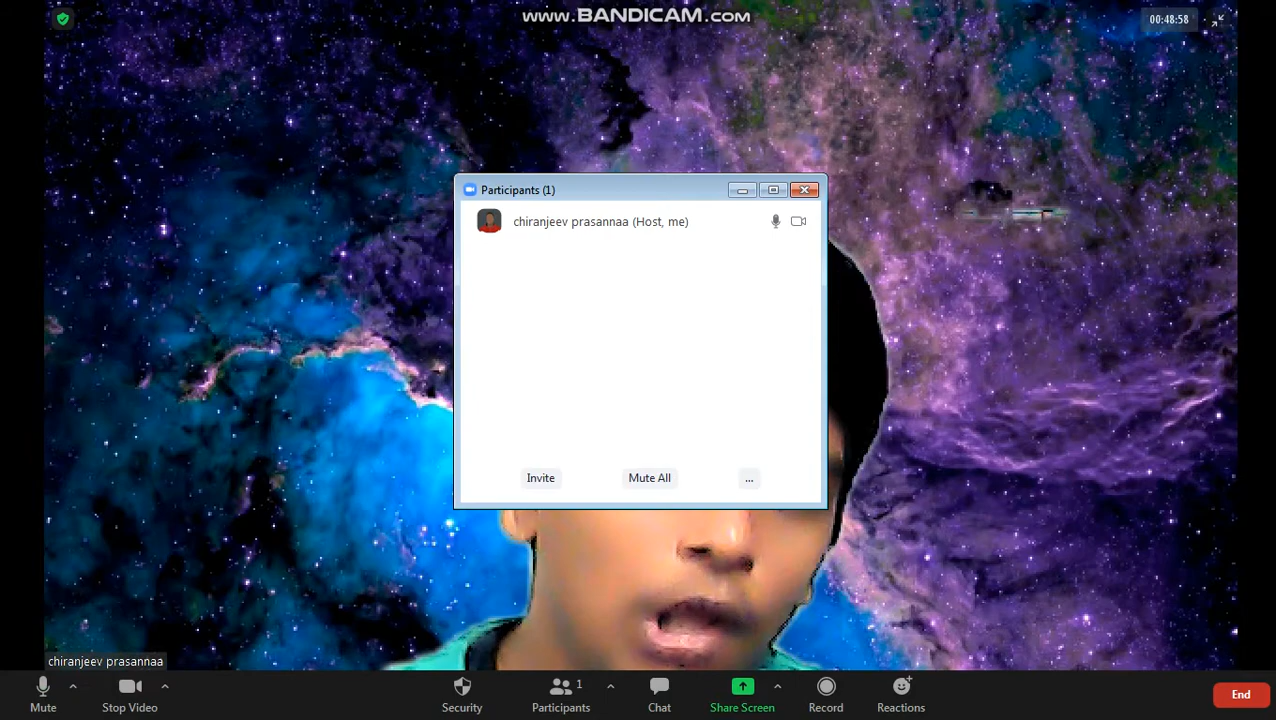 www.BANDICAM.com
00:48:58
Participants (1)
chiranjeev prasannaa (Host, me)
Invite
Mute All
...
chiranjeev prasannaa
Mute
Stop Video
Security
1
Participants
Chat
Share Screen
Record
Reactions
End